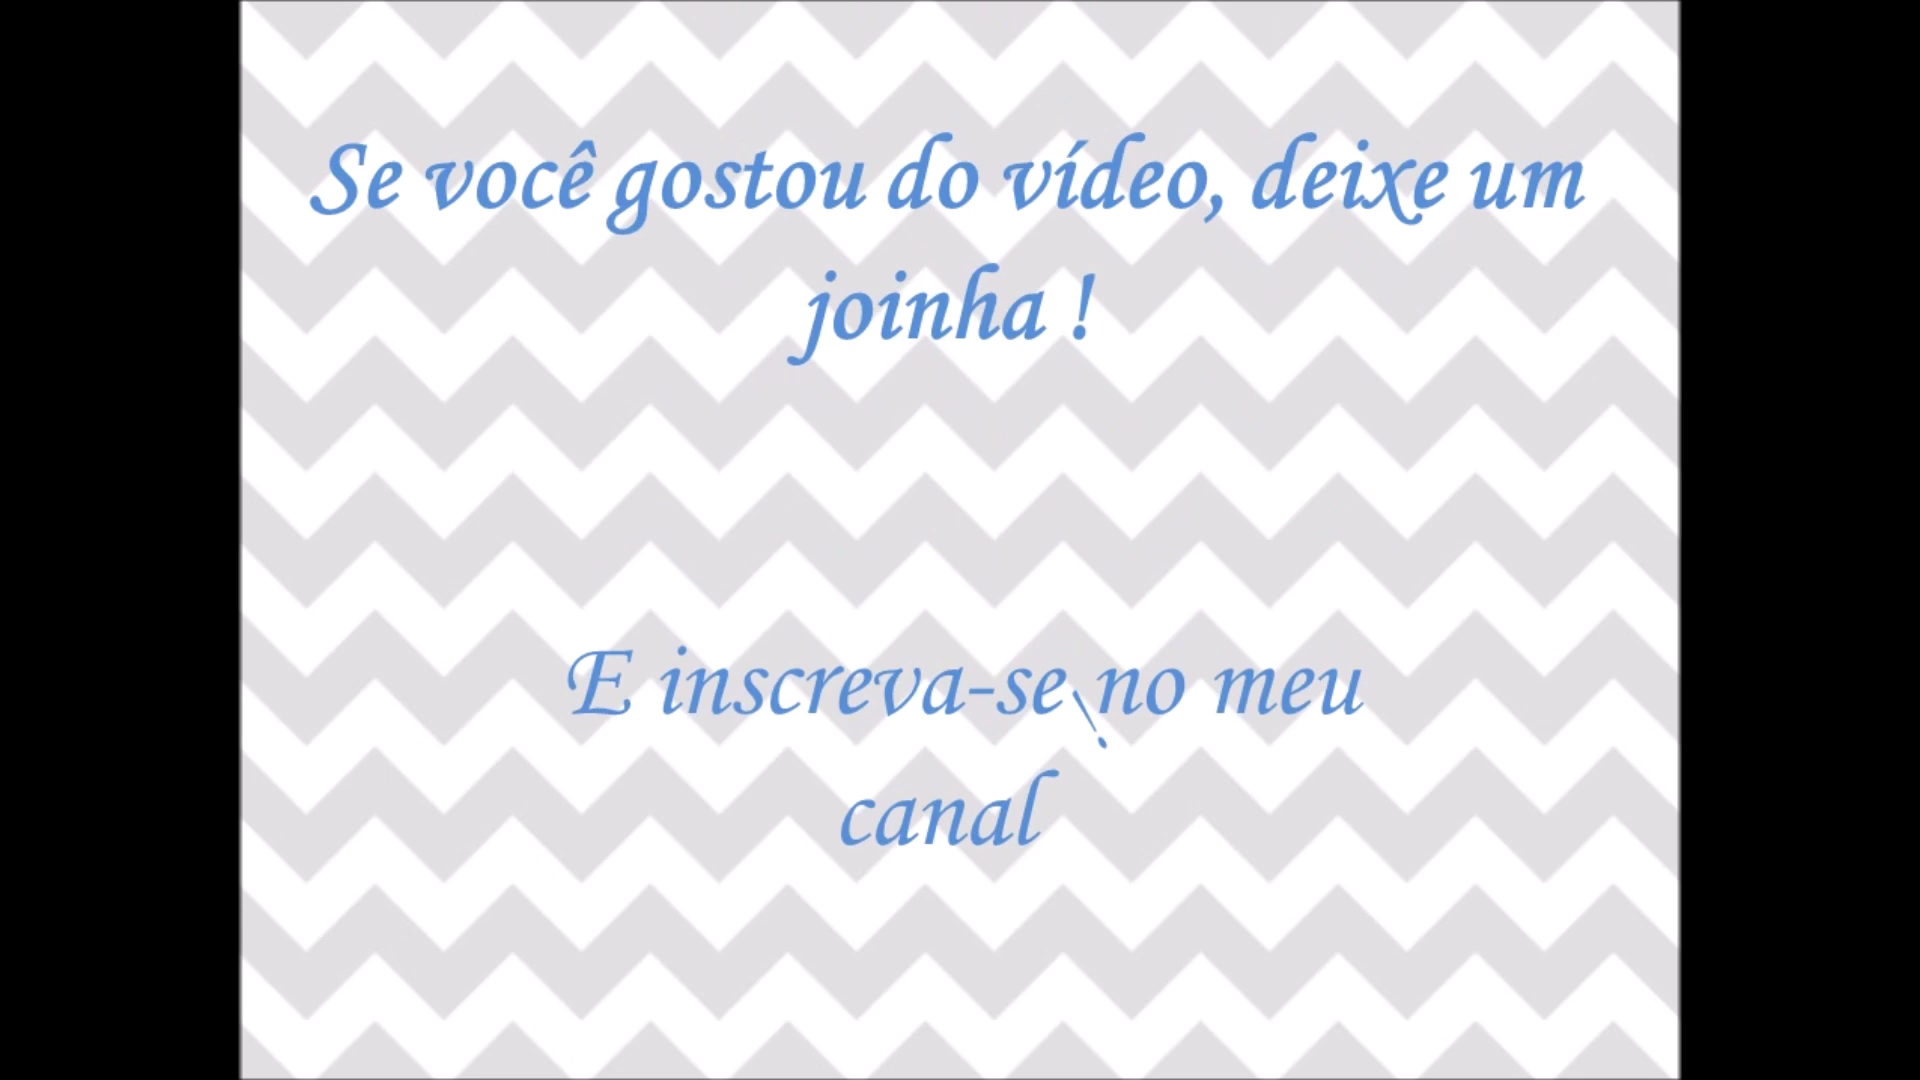 Se você gostou do vídeo, deixe um
joinha !
E inscreva-se no meu
canal
!